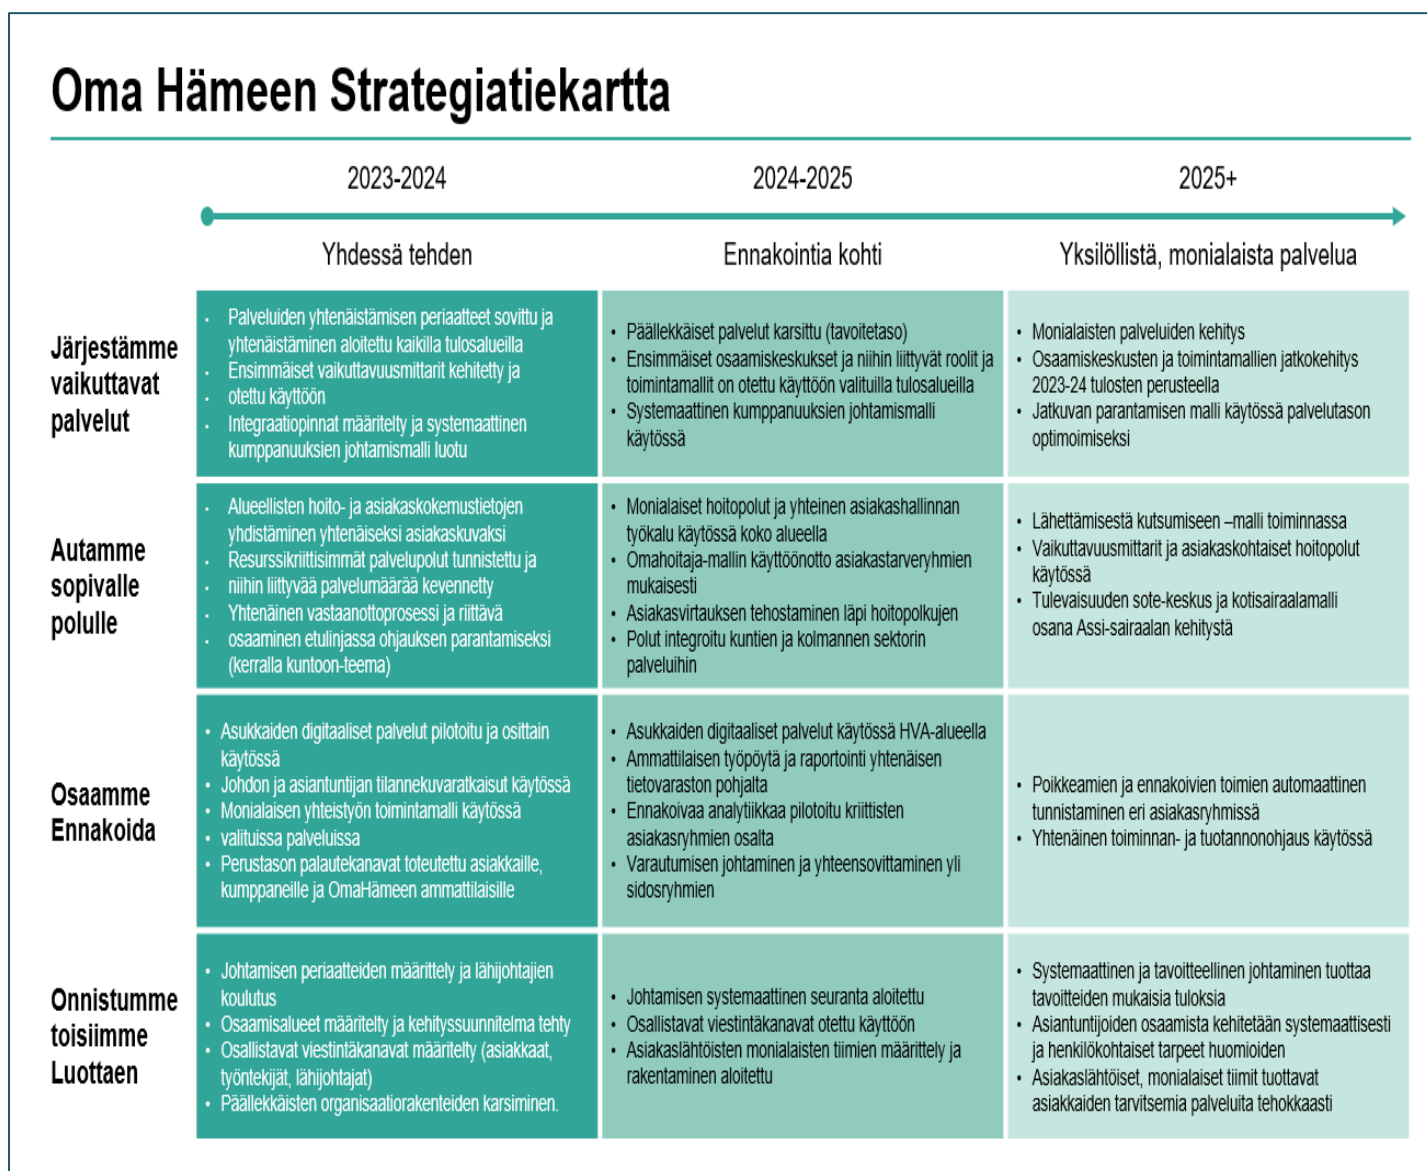 Oma Hämeen Strategiatiekartta
2023-2024
2024-2025
2025+
Yhdessä tehden
Ennakointia kohti
Yksilöllistä, monialaista palvelua
Järjestämme
vaikuttavat
palvelut
• Palveluiden yhtenäistämisen periaatteet sovittu ja
yhtenäistäminen aloitettu kaikilla tulosalueilla
• Ensimmäiset vaikuttavuusmittarit kehitetty ja
• otettu käyttöön
• Integraatiopinnat määritelty ja systemaattinen
kumppanuuksien johtamismalli luotu
• Päällekkäiset palvelut karsittu (tavoitetaso)
• Ensimmäiset osaamiskeskukset ja niihin liittyvät roolit ja
toimintamallit on otettu käyttöön valituilla tulosalueilla
• Systemaattinen kumppanuuksien johtamismalli
käytössä
• Monialaisten palveluiden kehitys
• Osaamiskeskusten ja toimintamallien jatkokehitys
2023-24 tulosten perusteella
• Jatkuvan parantamisen malli käytössä palvelutason
optimoimiseksi
Autamme
sopivalle
polulle
• Alueellisten hoito- ja asiakaskokemustietojen
yhdistäminen yhtenäiseksi asiakaskuvaksi
• Resurssikriittisimmät palvelupolut tunnistettu ja
• niihin liittyvää palvelumäärää kevennetty
• Yhtenäinen vastaanottoprosessi ja riittävä
• osaaminen etulinjassa ohjauksen parantamiseksi
(kerralla kuntoon-teema)
• Monialaiset hoitopolut ja yhteinen asiakashallinnan
työkalu käytössä koko alueella
• Omahoitaja-mallin käyttöönotto asiakastarveryhmien
mukaisesti
• Asiakasvirtauksen tehostaminen läpi hoitopolkujen
• Polut integroitu kuntien ja kolmannen sektorin
palveluihin
• Lähettämisestä kutsumiseen –malli toiminnassa
• Vaikuttavuusmittarit ja asiakaskohtaiset hoitopolut
käytössä
• Tulevaisuuden sote-keskus ja kotisairaalamalli
osana Assi-sairaalan kehitystä
Osaamme
Ennakoida
• Asukkaiden digitaaliset palvelut pilotoitu ja osittain
käytössä
• Johdon ja asiantuntijan tilannekuvaratkaisut käytössä
• Monialaisen yhteistyön toimintamalli käytössä
• valituissa palveluissa
• Perustason palautekanavat toteutettu asiakkaille,
kumppaneille ja OmaHämeen ammattilaisille
• Asukkaiden digitaaliset palvelut käytössä HVA-alueella
• Ammattilaisen työpöytä ja raportointi yhtenäisen
tietovaraston pohjalta
• Ennakoivaa analytiikkaa pilotoitu kriittisten
asiakasryhmien osalta
• Varautumisen johtaminen ja yhteensovittaminen yli
sidosryhmien
• Poikkeamien ja ennakoivien toimien automaattinen
tunnistaminen eri asiakasryhmissä
• Yhtenäinen toiminnan- ja tuotannonohjaus käytössä
Onnistumme
toisiimme
Luottaen
• Johtamisen periaatteiden määrittely ja lähijohtajien
koulutus
• Osaamisalueet määritelty ja kehityssuunnitelma tehty
• Osallistavat viestintäkanavat määritelty (asiakkaat,
työntekijät, lähijohtajat)
• Päällekkäisten organisaatiorakenteiden karsiminen.
• Johtamisen systemaattinen seuranta aloitettu
• Osallistavat viestintäkanavat otettu käyttöön
• Asiakaslähtöisten monialaisten tiimien määrittely ja
rakentaminen aloitettu
• Systemaattinen ja tavoitteellinen johtaminen tuottaa
tavoitteiden mukaisia tuloksia
• Asiantuntijoiden osaamista kehitetään systemaattisesti
ja henkilökohtaiset tarpeet huomioiden
• Asiakaslähtöiset, monialaiset tiimit tuottavat
asiakkaiden tarvitsemia palveluita tehokkaasti